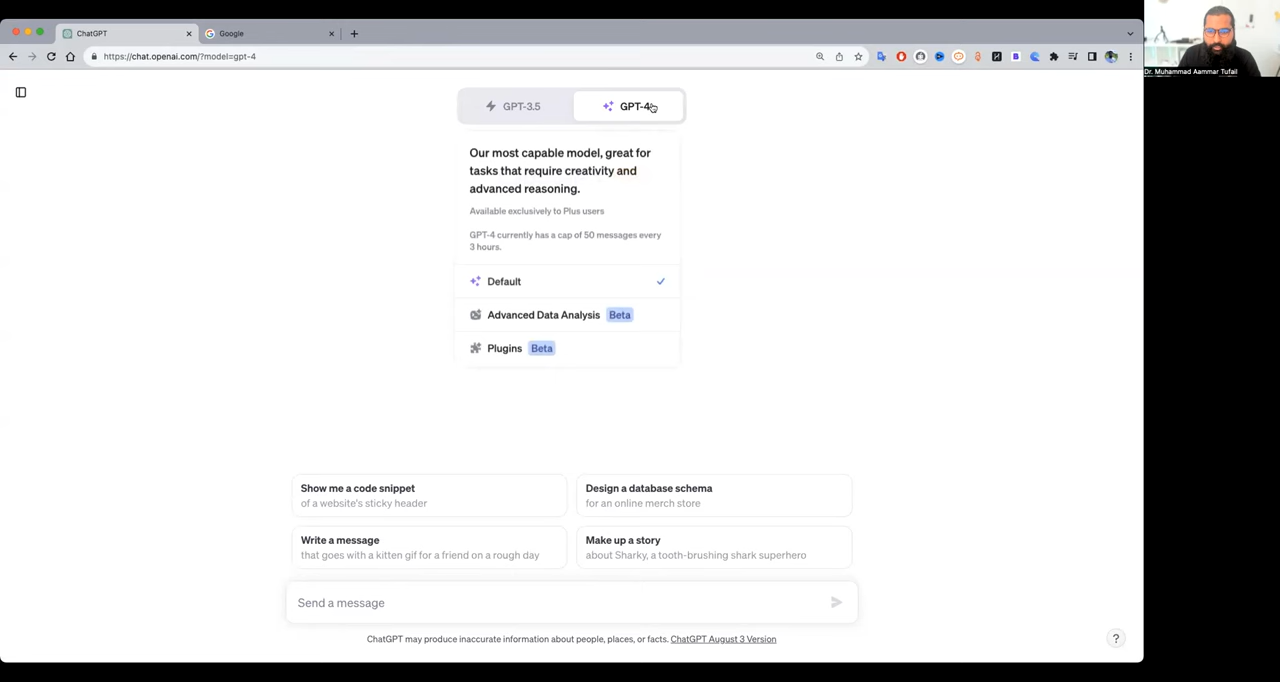 ChatGPT
Google
https://chat.openai.com/?model=gpt-4
Dr. Muhammad Aammar Tufail
GPT-3.5
GPT-4
Our most capable model, great for
tasks that require creativity and
advanced reasoning.
Available exclusively to Plus users
GPT-4 currently has a cap of 50 messages every
3 hours.
Default
Advanced Data Analysis Beta
Plugins Beta
Show me a code snippet
of a website's sticky header
Design a database schema
for an online merch store
Write a message
that goes with a kitten gif for a friend on a rough day
Make up a story
about Sharky, a tooth-brushing shark superhero
Send a message
ChatGPT may produce inaccurate information about people, places, or facts. ChatGPT August 3 Version
?